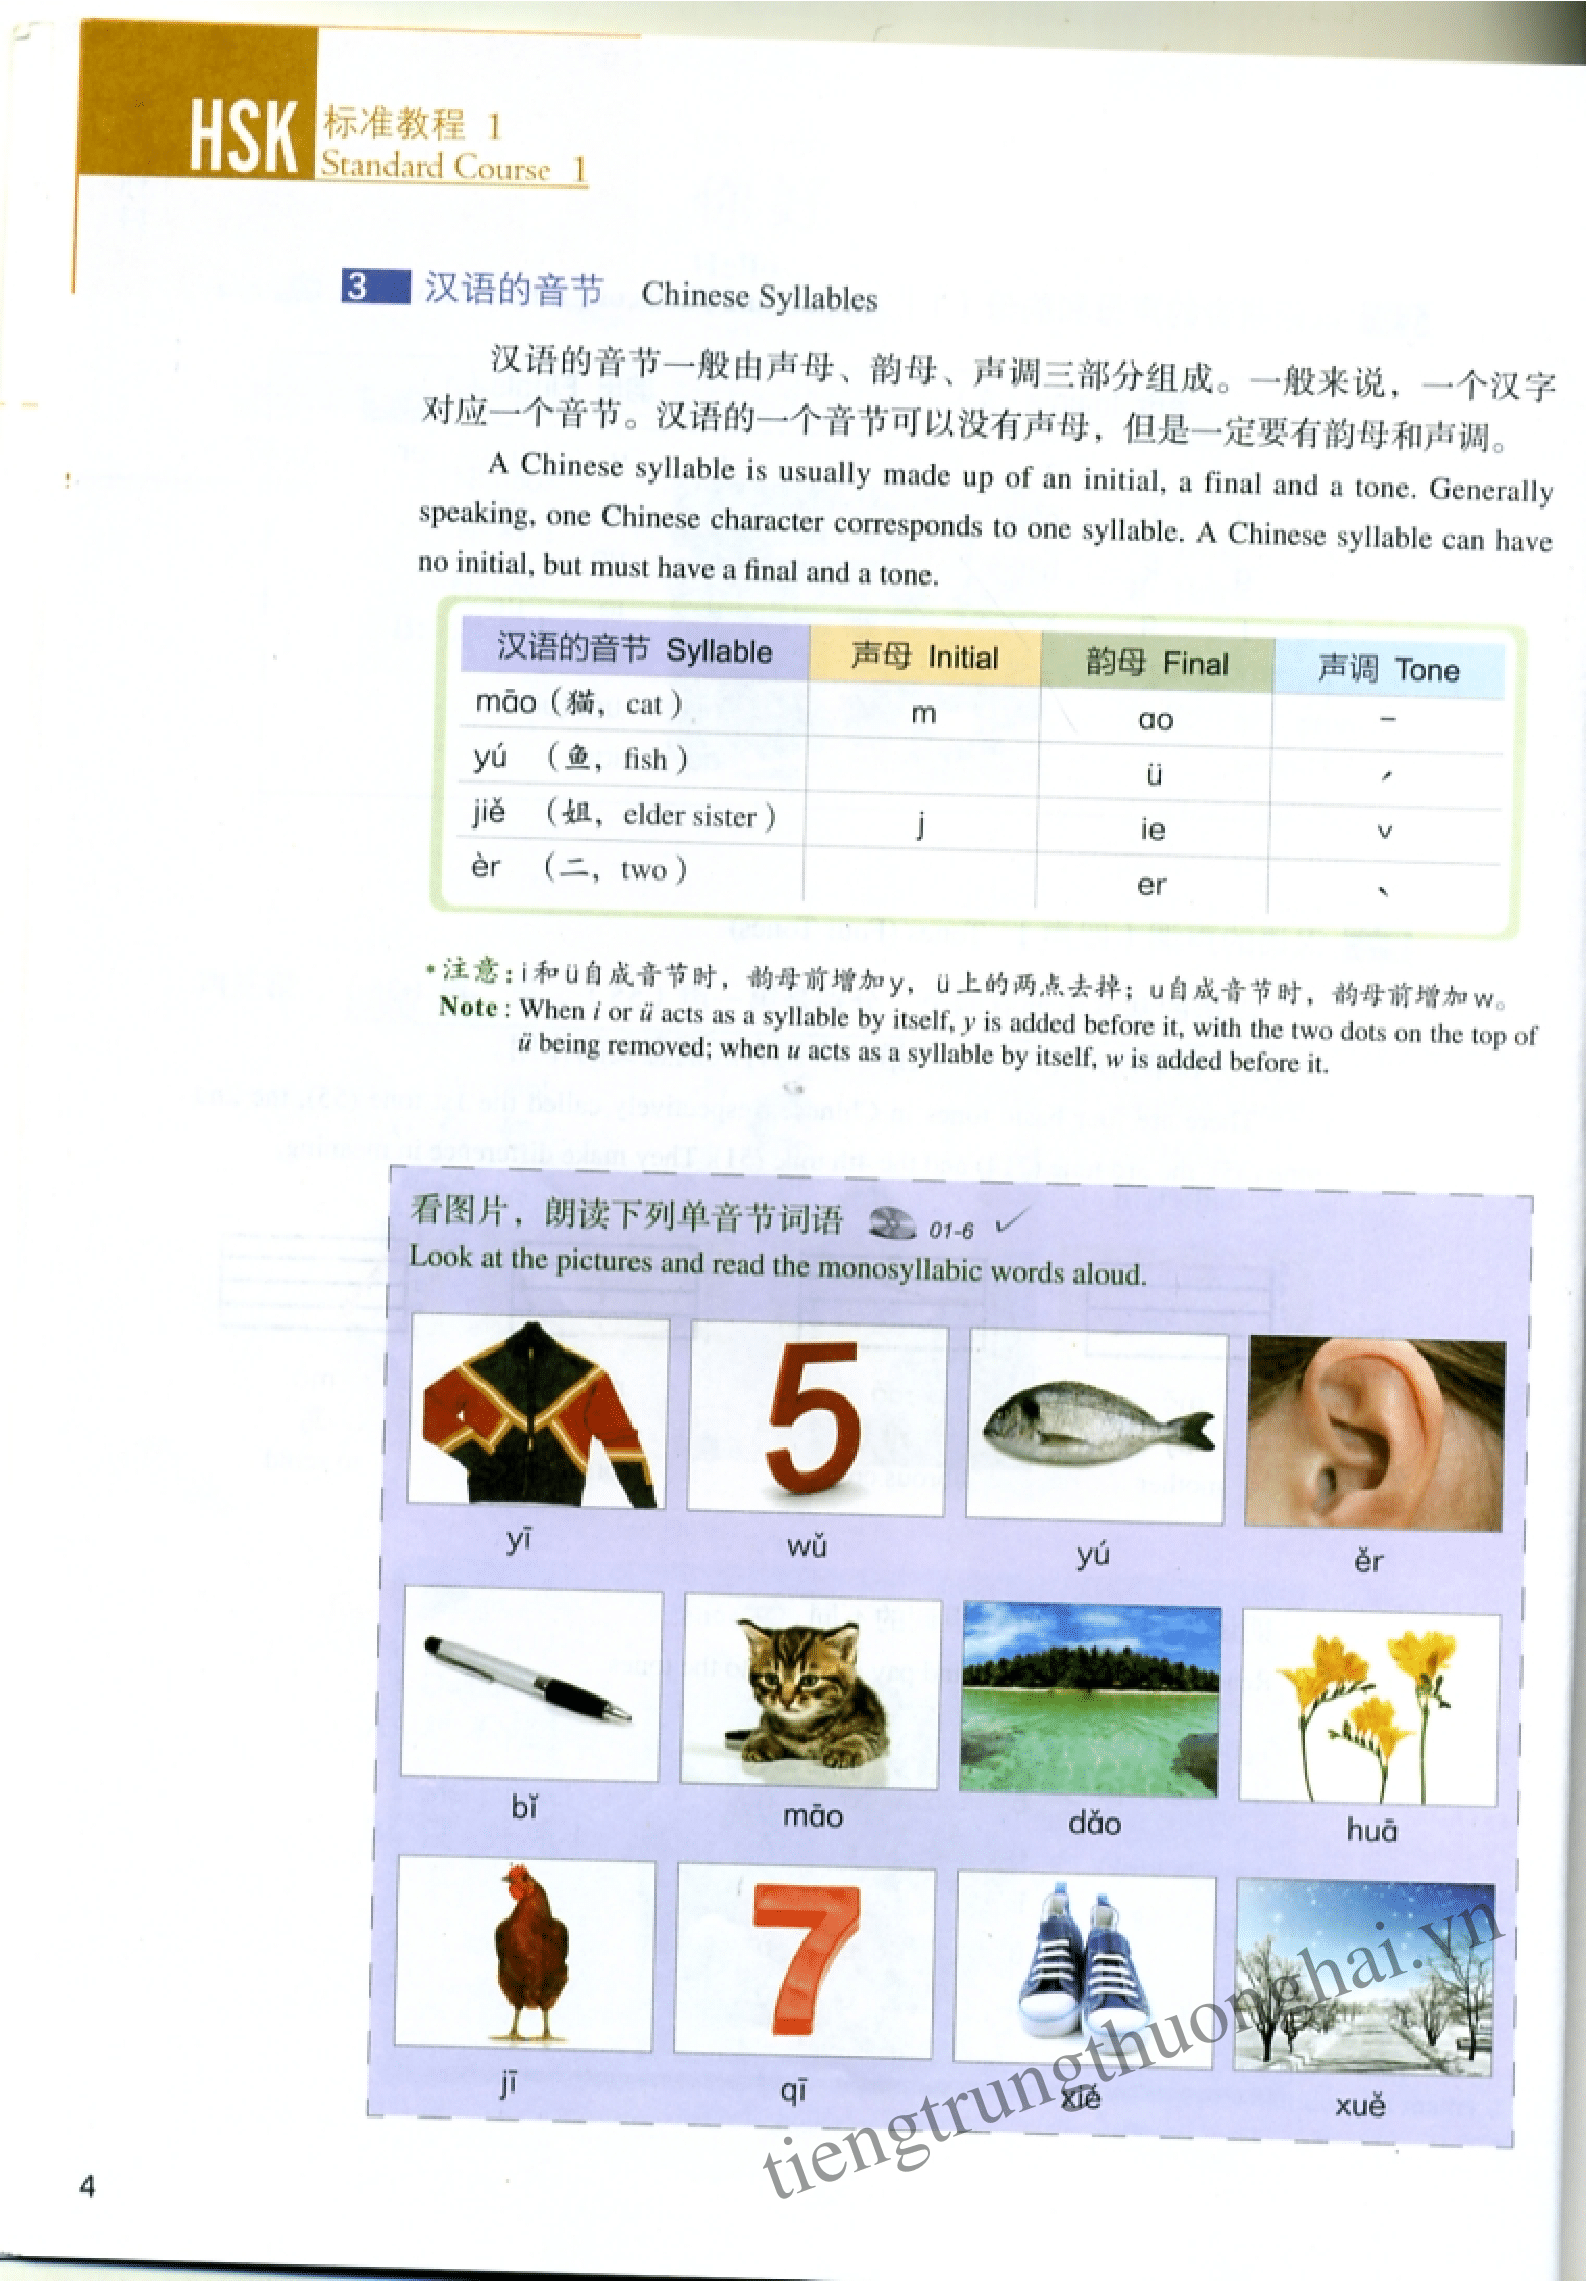 HSK 标准教程 1
Standard Course 1
3 汉语的音节 Chinese Syllables
汉语的音节一般由声母、韵母、声调三部分组成。一般来说，一个汉字
对应一个音节。汉语的一个音节可以没有声母，但是一定要有韵母和声调。
A Chinese syllable is usually made up of an initial, a final and a tone. Generally
speaking, one Chinese character corresponds to one syllable. A Chinese syllable can have
no initial, but must have a final and a tone.
汉语的音节 Syllable 声母 Initial 韵母 Final 声调 Tone
māo（猫，cat） m ao ˉ
yú （鱼，fish） ü ˊ
jiě （姐，elder sister） j ie ˇ
èr （二，two） er ˋ
*注意：i和ü自成音节时，韵母前增加y，ü上的两点去掉；u自成音节时，韵母前增加w。
Note : When i or ü acts as a syllable by itself, y is added before it, with the two dots on the top of
ü being removed; when u acts as a syllable by itself, w is added before it.
看图片，朗读下列单音节词语 01-6 ✓
Look at the pictures and read the monosyllabic words aloud.
5
yī wǔ yú ěr
bǐ māo dǎo huā
7
jī qī xié xuě
tiengtrungthuonghai.vn
4